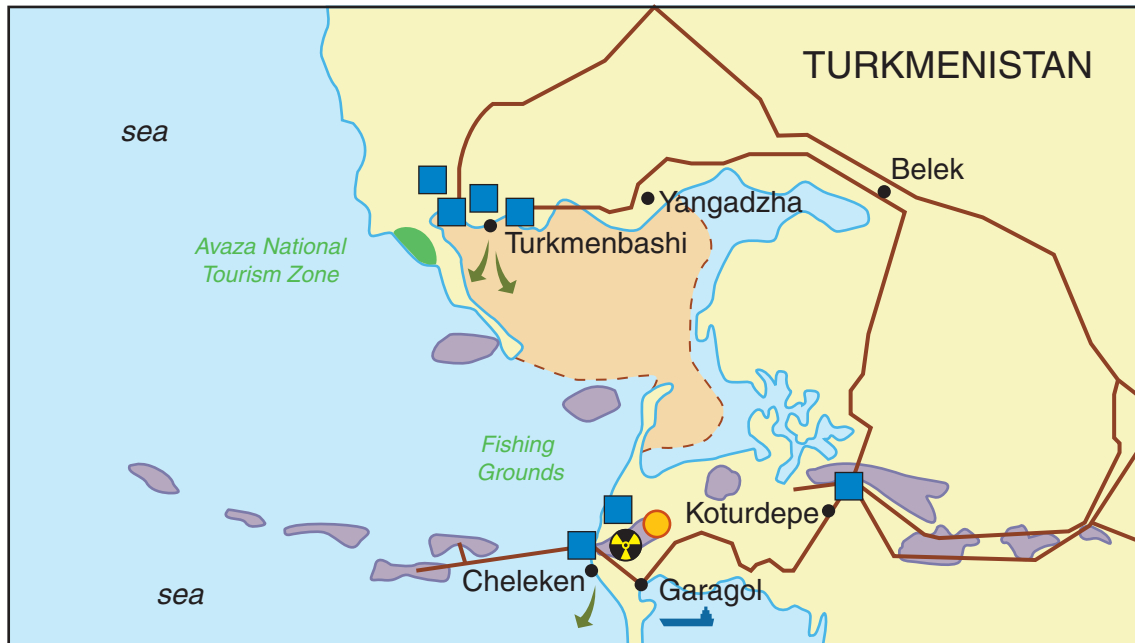 TURKMENISTAN
sea
Belek
Yangadzha
Turkmenbashi
Avaza National
Tourism Zone
Fishing
Grounds
Koturdepe
Cheleken
Garagol
sea